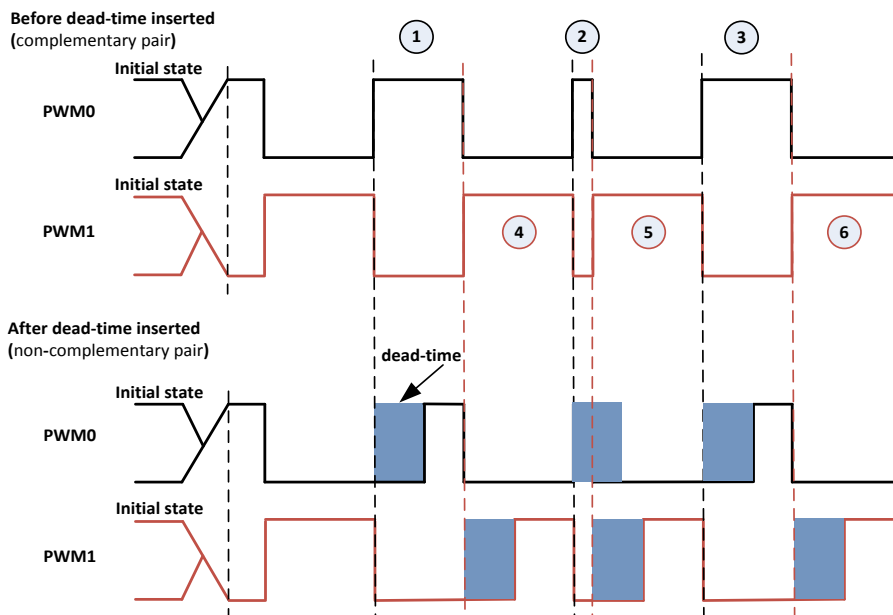 Before dead-time inserted
(complementary pair)
1
2
3
Initial state
PWM0
Initial state
PWM1
4
5
6
After dead-time inserted
(non-complementary pair)
dead-time
Initial state
PWM0
Initial state
PWM1